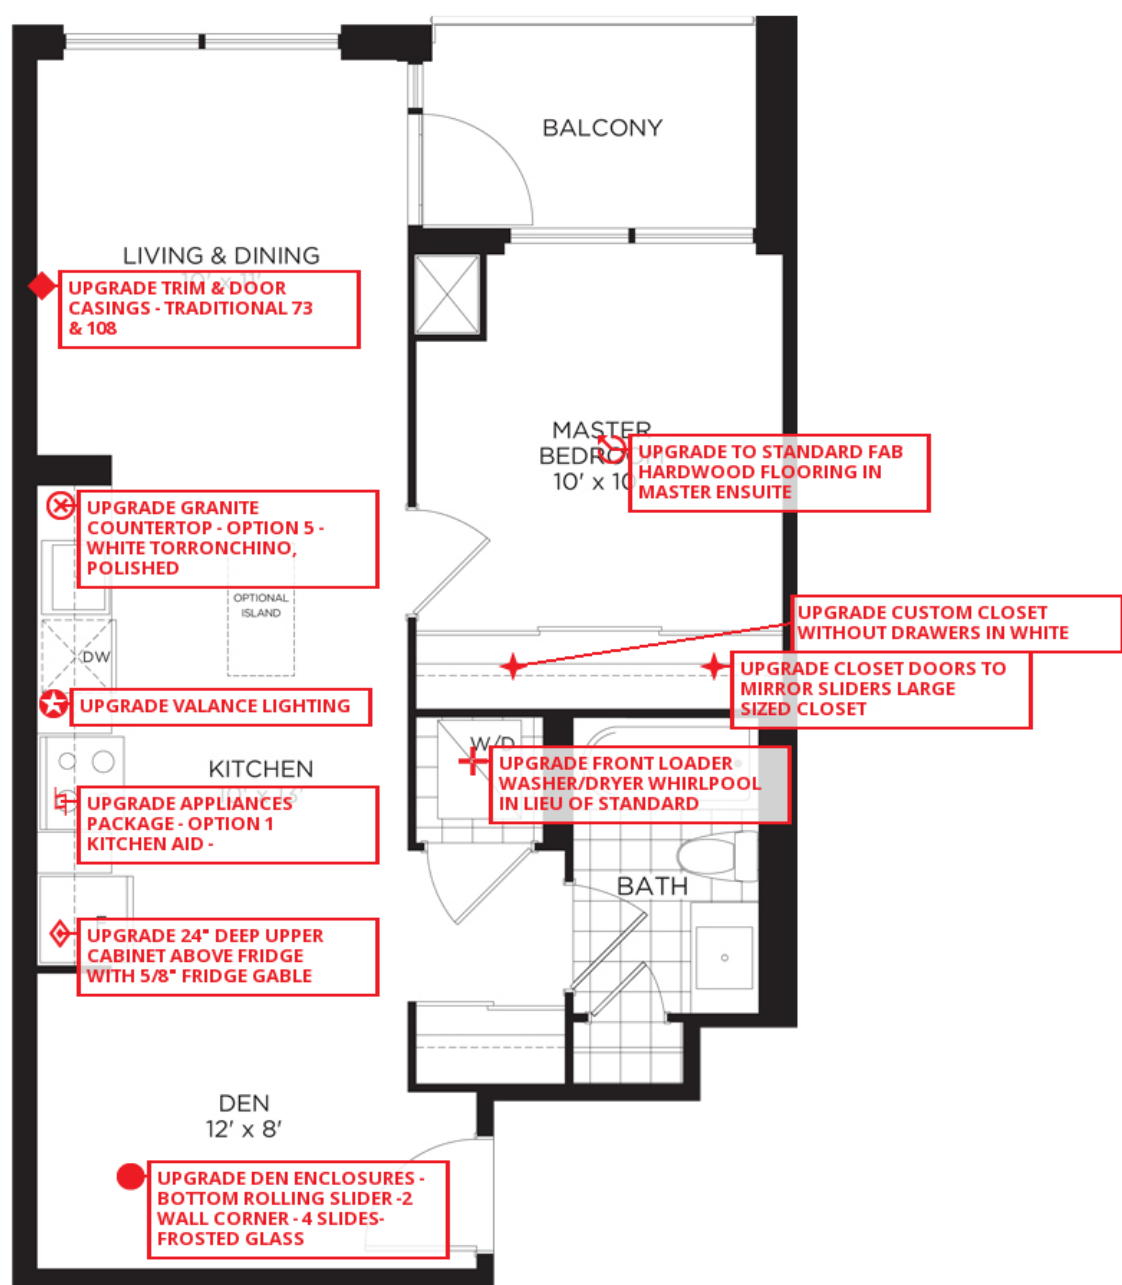 BALCONY
LIVING & DINING
10' x 11'
UPGRADE TRIM & DOOR
CASINGS - TRADITIONAL 73
& 108
MASTER
BEDROOM
10' x 10'
UPGRADE TO STANDARD FAB
HARDWOOD FLOORING IN
MASTER ENSUITE
UPGRADE GRANITE
COUNTERTOP - OPTION 5 -
WHITE TORRONCHINO,
POLISHED
OPTIONAL
ISLAND
UPGRADE CUSTOM CLOSET
WITHOUT DRAWERS IN WHITE
DW
UPGRADE CLOSET DOORS TO
MIRROR SLIDERS LARGE
SIZED CLOSET
UPGRADE VALANCE LIGHTING
W/D
UPGRADE FRONT LOADER
WASHER/DRYER WHIRLPOOL
IN LIEU OF STANDARD
KITCHEN
UPGRADE APPLIANCES
PACKAGE - OPTION 1
KITCHEN AID -
BATH
UPGRADE 24" DEEP UPPER
CABINET ABOVE FRIDGE
WITH 5/8" FRIDGE GABLE
DEN
12' x 8'
UPGRADE DEN ENCLOSURES -
BOTTOM ROLLING SLIDER -2
WALL CORNER - 4 SLIDES-
FROSTED GLASS